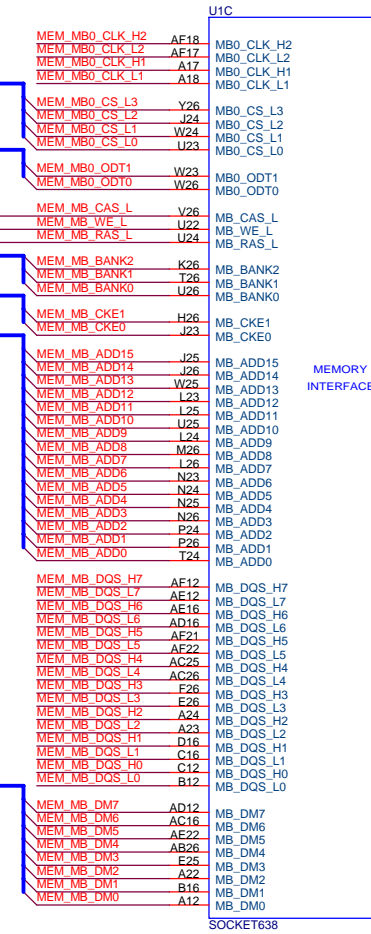 U1C
MEM_MB0_CLK_H2 AF18 MB0_CLK_H2
MEM_MB0_CLK_L2 AF17 MB0_CLK_L2
MEM_MB0_CLK_H1 A17 MB0_CLK_H1
MEM_MB0_CLK_L1 A18 MB0_CLK_L1
MEM_MB0_CS_L3 Y26 MB0_CS_L3
MEM_MB0_CS_L2 J24 MB0_CS_L2
MEM_MB0_CS_L1 W24 MB0_CS_L1
MEM_MB0_CS_L0 U23 MB0_CS_L0
MEM_MB0_ODT1 W23 MB0_ODT1
MEM_MB0_ODT0 W26 MB0_ODT0
MEM_MB_CAS_L V26 MB_CAS_L
MEM_MB_WE_L U22 MB_WE_L
MEM_MB_RAS_L U24 MB_RAS_L
MEM_MB_BANK2 K26 MB_BANK2
MEM_MB_BANK1 T26 MB_BANK1
MEM_MB_BANK0 U26 MB_BANK0
MEM_MB_CKE1 H26 MB_CKE1
MEM_MB_CKE0 J23 MB_CKE0
MEM_MB_ADD15 J25 MB_ADD15
MEM_MB_ADD14 J26 MB_ADD14
MEM_MB_ADD13 W25 MB_ADD13
MEM_MB_ADD12 L23 MB_ADD12
MEM_MB_ADD11 L25 MB_ADD11
MEM_MB_ADD10 U25 MB_ADD10
MEM_MB_ADD9 L24 MB_ADD9
MEM_MB_ADD8 M26 MB_ADD8
MEM_MB_ADD7 L26 MB_ADD7
MEM_MB_ADD6 N23 MB_ADD6
MEM_MB_ADD5 N24 MB_ADD5
MEM_MB_ADD4 N25 MB_ADD4
MEM_MB_ADD3 N26 MB_ADD3
MEM_MB_ADD2 P24 MB_ADD2
MEM_MB_ADD1 P26 MB_ADD1
MEM_MB_ADD0 T24 MB_ADD0
MEMORY
INTERFACE
MEM_MB_DQS_H7 AF12 MB_DQS_H7
MEM_MB_DQS_L7 AE12 MB_DQS_L7
MEM_MB_DQS_H6 AE16 MB_DQS_H6
MEM_MB_DQS_L6 AD16 MB_DQS_L6
MEM_MB_DQS_H5 AF21 MB_DQS_H5
MEM_MB_DQS_L5 AF22 MB_DQS_L5
MEM_MB_DQS_H4 AC25 MB_DQS_H4
MEM_MB_DQS_L4 AC26 MB_DQS_L4
MEM_MB_DQS_H3 F26 MB_DQS_H3
MEM_MB_DQS_L3 E26 MB_DQS_L3
MEM_MB_DQS_H2 A24 MB_DQS_H2
MEM_MB_DQS_L2 A23 MB_DQS_L2
MEM_MB_DQS_H1 D16 MB_DQS_H1
MEM_MB_DQS_L1 C16 MB_DQS_L1
MEM_MB_DQS_H0 C12 MB_DQS_H0
MEM_MB_DQS_L0 B12 MB_DQS_L0
MEM_MB_DM7 AD12 MB_DM7
MEM_MB_DM6 AC16 MB_DM6
MEM_MB_DM5 AE22 MB_DM5
MEM_MB_DM4 AB26 MB_DM4
MEM_MB_DM3 E25 MB_DM3
MEM_MB_DM2 A22 MB_DM2
MEM_MB_DM1 B16 MB_DM1
MEM_MB_DM0 A12 MB_DM0
SOCKET638